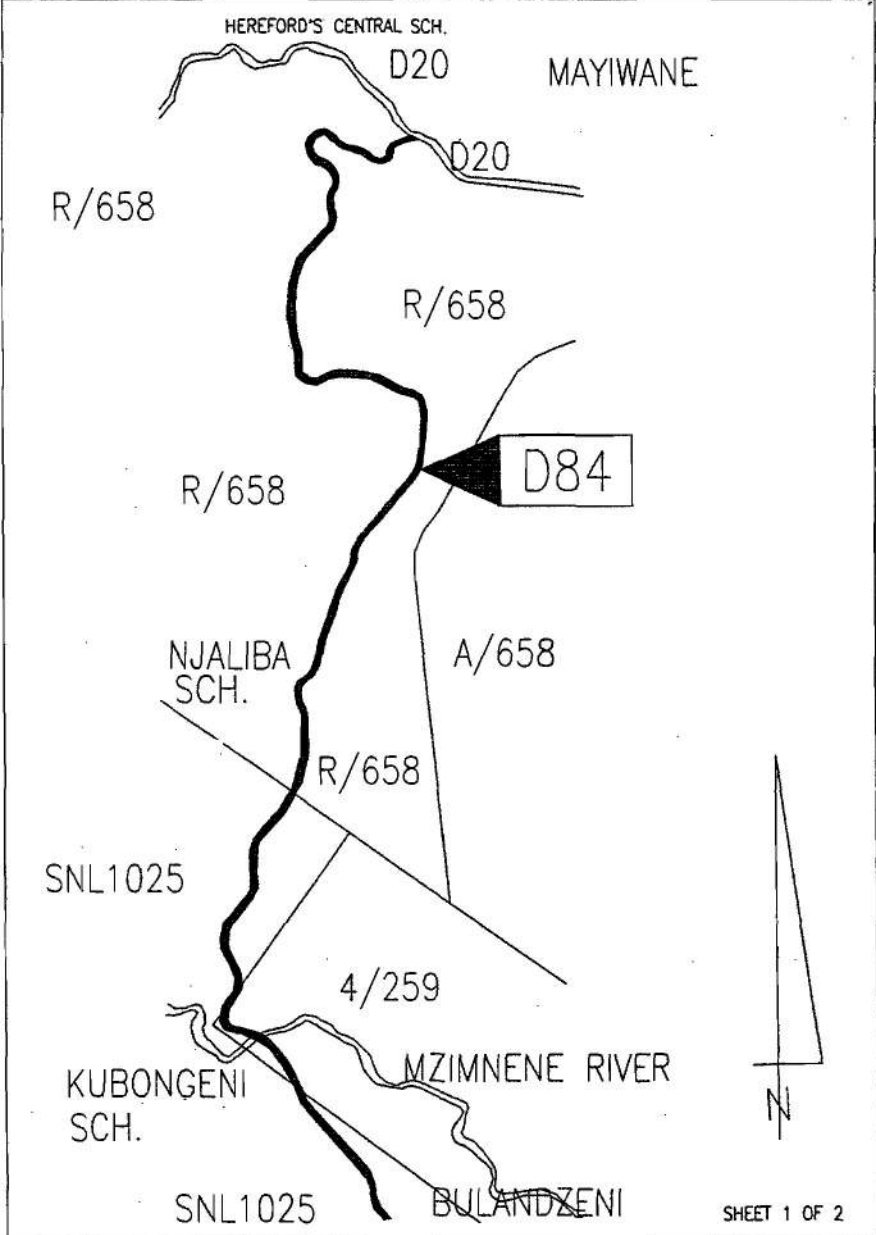 HEREFORD'S CENTRAL SCH.
D20
MAYIWANE
D20
R/658
R/658
D84
R/658
NJALIBA
SCH.
A/658
R/658
SNL1025
4/259
KUBONGENI
SCH.
MZIMNENE RIVER
N
SNL1025
BULANDZENI
SHEET 1 OF 2